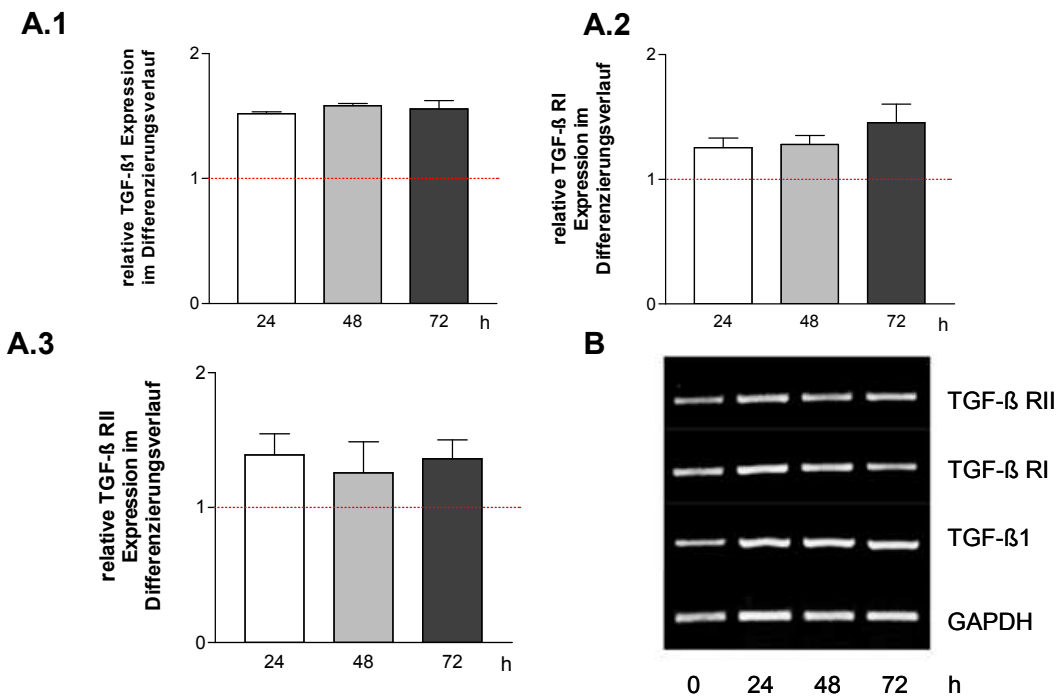 A.1
relative TGF-ß1 Expression
im Differenzierungsverlauf
2
1
0
24 48 72 h
A.2
relative TGF-ß RI
Expression im
Differenzierungsverlauf
2
1
0
24 48 72 h
A.3
relative TGF-ß RII
Expression im
Differenzierungsverlauf
2
1
0
24 48 72 h
B
TGF-ß RII
TGF-ß RI
TGF-ß1
GAPDH
0 24 48 72 h